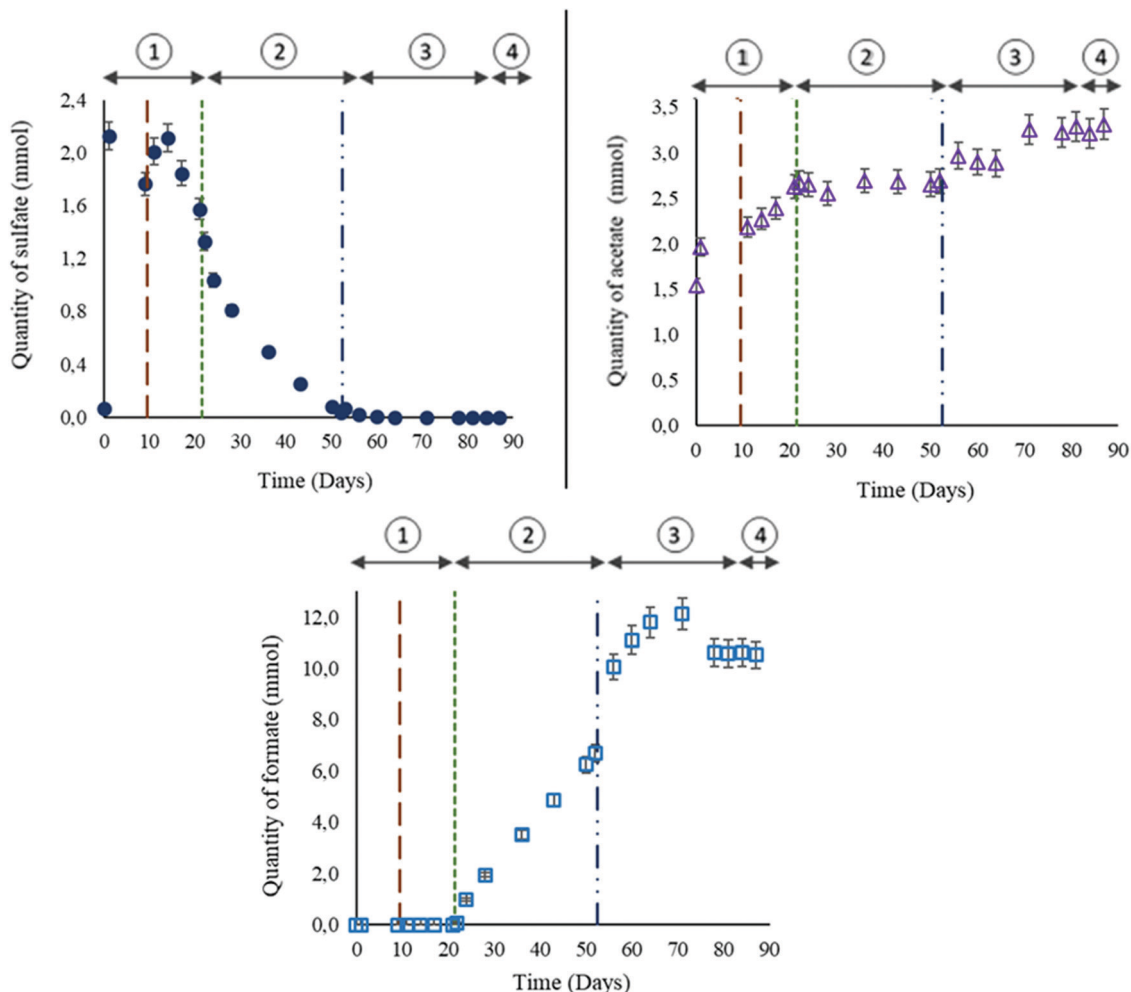 ① ② ③ ④
Quantity of sulfate (mmol)
2.4
2.0
1.6
1.2
0.8
0.4
0,0
0 10 20 30 40 50 60 70 80 90
Time (Days)
① ② ③ ④
Quantity of acetate (mmol)
3,5
3,0
2,5
2,0
1,5
1,0
0,5
0,0
0 10 20 30 40 50 60 70 80 90
Time (Days)
① ② ③ ④
Quantity of formate (mmol)
12,0
10,0
8,0
6,0
4,0
2,0
0,0
0 10 20 30 40 50 60 70 80 90
Time (Days)